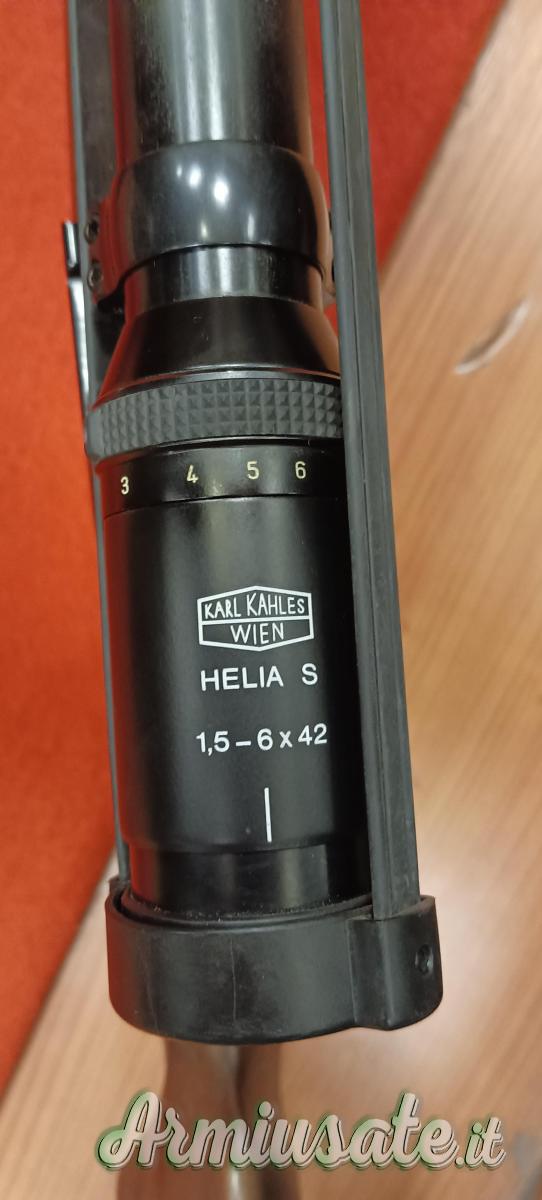 3 4 5 6
KARL KAHLES
WIEN
HELIA S
1,5–6x42
Armiusate.it